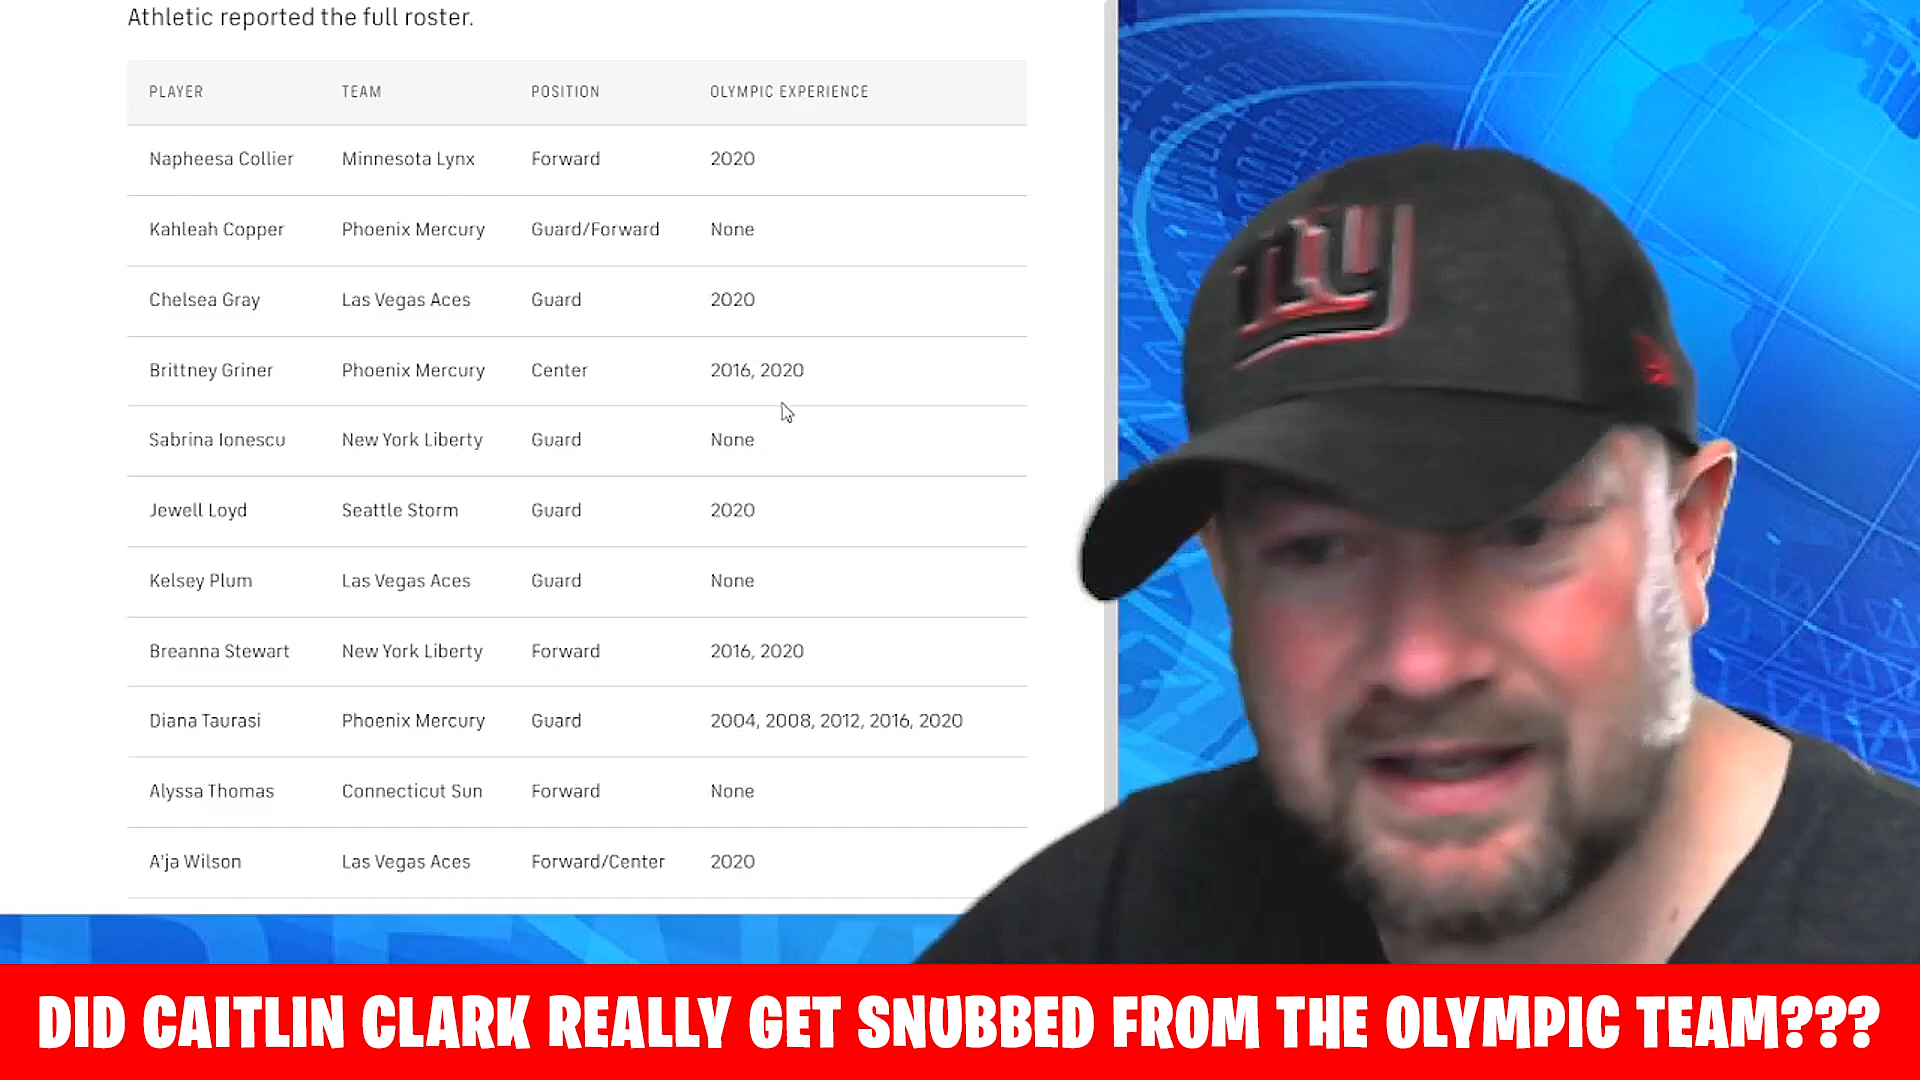 Athletic reported the full roster.
PLAYER TEAM POSITION OLYMPIC EXPERIENCE
Napheesa Collier Minnesota Lynx Forward 2020
Kahleah Copper Phoenix Mercury Guard/Forward None
Chelsea Gray Las Vegas Aces Guard 2020
Brittney Griner Phoenix Mercury Center 2016, 2020
Sabrina Ionescu New York Liberty Guard None
Jewell Loyd Seattle Storm Guard 2020
Kelsey Plum Las Vegas Aces Guard None
Breanna Stewart New York Liberty Forward 2016, 2020
Diana Taurasi Phoenix Mercury Guard 2004, 2008, 2012, 2016, 2020
Alyssa Thomas Connecticut Sun Forward None
A'ja Wilson Las Vegas Aces Forward/Center 2020
ny
DID CAITLIN CLARK REALLY GET SNUBBED FROM THE OLYMPIC TEAM???